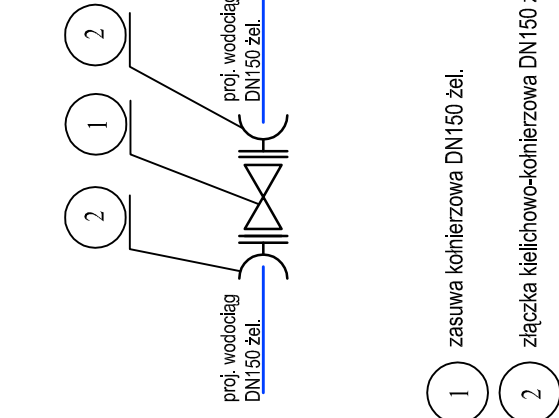 2
1
2
proj. wodociąg
DN150 żel.
proj. wodociąg
DN150 żel.
1 zasuwa kołnierzowa DN150 żel.
2 złączka kielichowo-kołnierzowa DN150